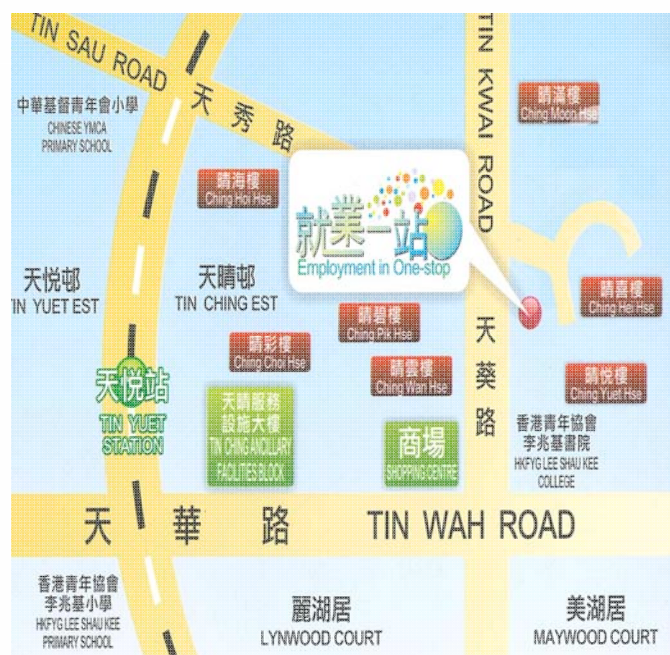 TIN SAU ROAD
天秀路
TIN KWAI ROAD
天葵路
中華基督青年會小學
CHINESE YMCA
PRIMARY SCHOOL
晴滿樓
Ching Moon Hse
晴海樓
Ching Hoi Hse
就業一站
Employment in One-stop
天悅邨
TIN YUET EST
天晴邨
TIN CHING EST
晴碧樓
Ching Pik Hse
晴喜樓
Ching Hei Hse
晴彩樓
Ching Choi Hse
晴雲樓
Ching Wan Hse
晴悅樓
Ching Yuet Hse
天悅站
TIN YUET
STATION
天晴服務
設施大樓
TIN CHING ANCILLARY
FACILITIES BLOCK
商場
SHOPPING CENTRE
香港青年協會
李兆基書院
HKFYG LEE SHAU KEE
COLLEGE
天華路 TIN WAH ROAD
香港青年協會
李兆基小學
HKFYG LEE SHAU KEE
PRIMARY SCHOOL
麗湖居
LYNWOOD COURT
美湖居
MAYWOOD COURT